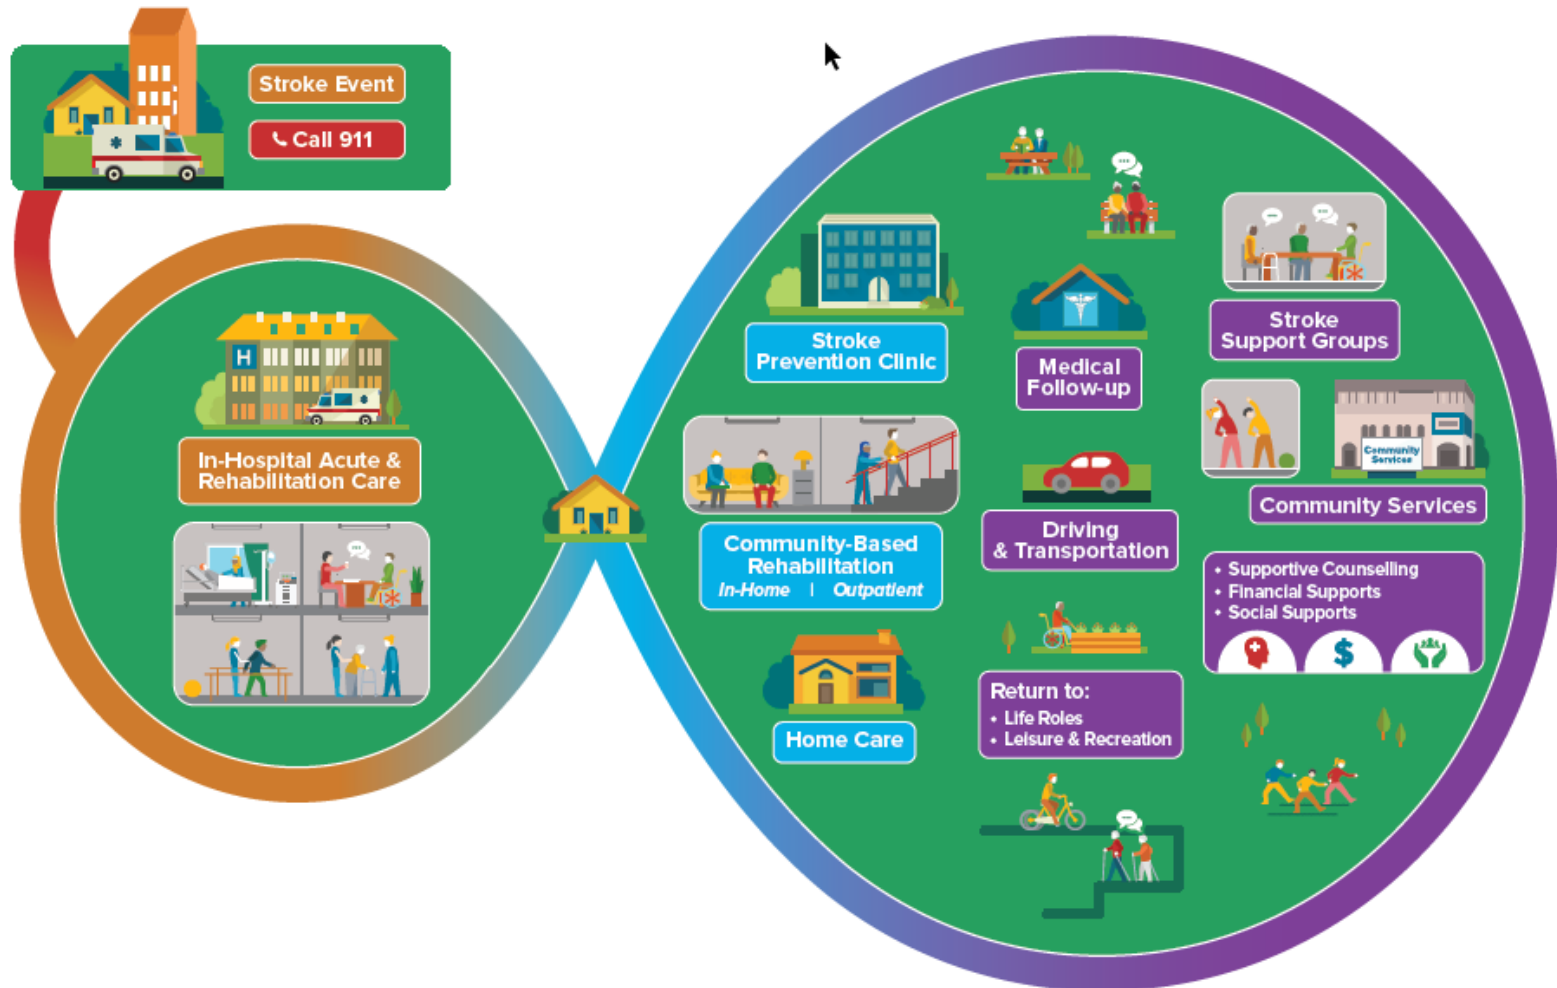 Stroke Event
Call 911
H
In-Hospital Acute &
Rehabilitation Care
Stroke
Prevention Clinic
Community-Based
Rehabilitation
In-Home | Outpatient
Home Care
Medical
Follow-up
Driving
& Transportation
Return to:
• Life Roles
• Leisure & Recreation
Stroke
Support Groups
Community
Services
Community Services
• Supportive Counselling
• Financial Supports
• Social Supports
$